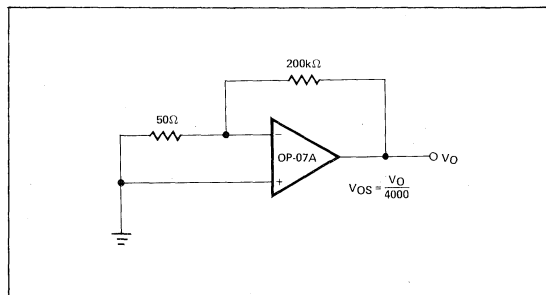 200kΩ
50Ω
−
OP-07A
+
VO
VOS = VO/4000